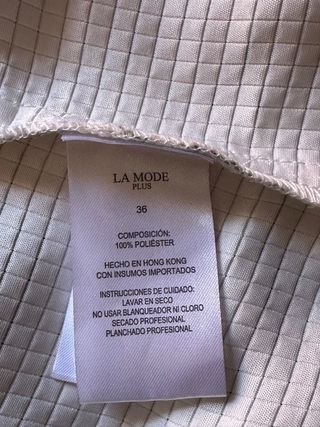 LA MODE
PLUS
36
COMPOSICIÓN:
100% POLIÉSTER
HECHO EN HONG KONG
CON INSUMOS IMPORTADOS
INSTRUCCIONES DE CUIDADO:
LAVAR EN SECO
NO USAR BLANQUEADOR NI CLORO
SECADO PROFESIONAL
PLANCHADO PROFESIONAL